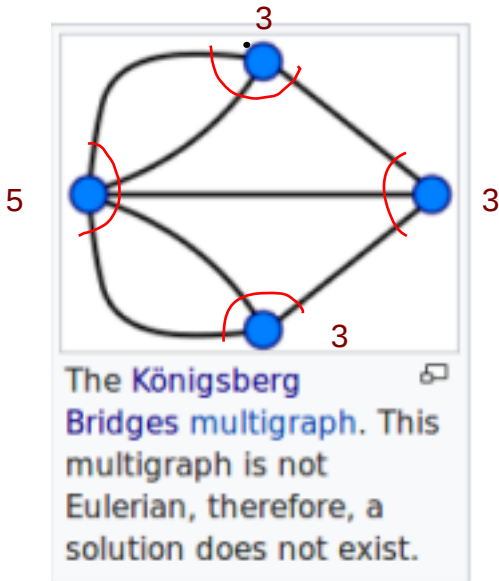 3
5
3
3
The Königsberg
Bridges multigraph. This
multigraph is not
Eulerian, therefore, a
solution does not exist.